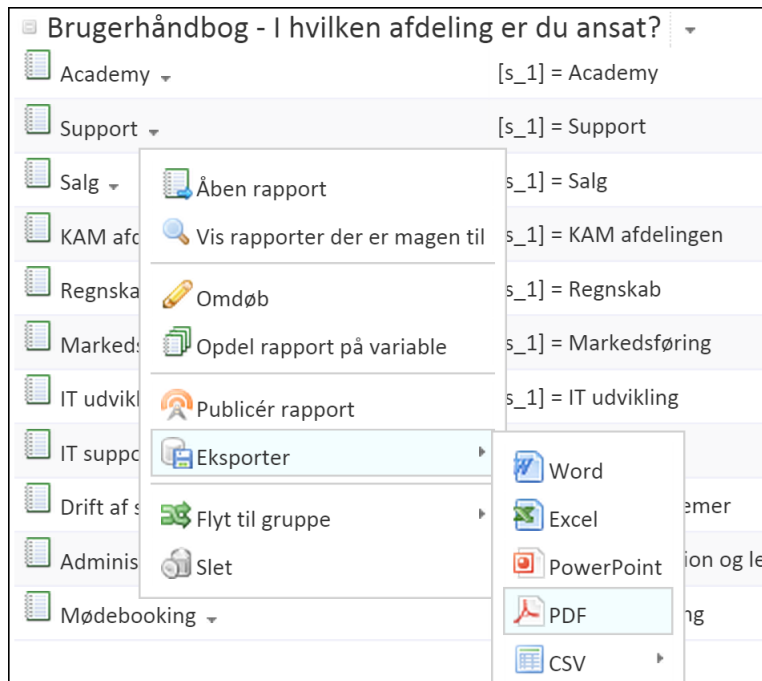 Brugerhåndbog - I hvilken afdeling er du ansat?
Academy [s_1] = Academy
Support [s_1] = Support
Salg s_1] = Salg
KAM afd s_1] = KAM afdelingen
Regnska s_1] = Regnskab
Markeds s_1] = Markedsføring
IT udvikl s_1] = IT udvikling
IT suppo
Drift af s emer
Adminis ion og le
Mødebooking ng
Åben rapport
Vis rapporter der er magen til
Omdøb
Opdel rapport på variable
Publicér rapport
Eksporter
Flyt til gruppe
Slet
Word
Excel
PowerPoint
PDF
CSV